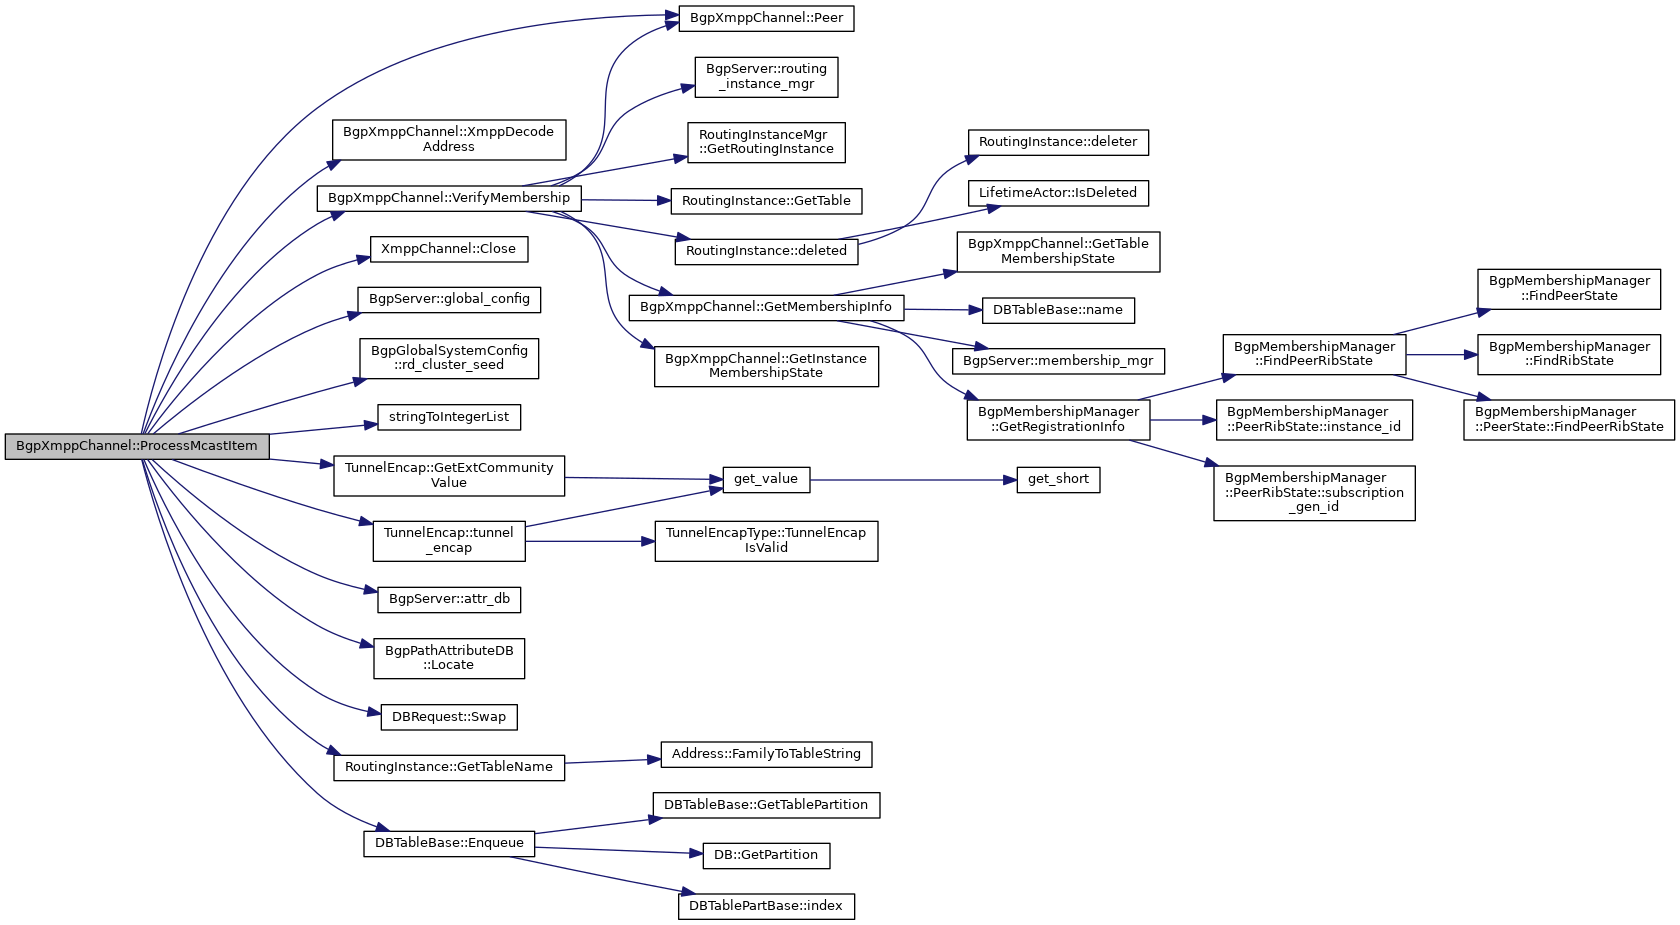 BgpXmppChannel::ProcessMcastItem
BgpXmppChannel::Peer
BgpXmppChannel::XmppDecode
Address
BgpXmppChannel::VerifyMembership
XmppChannel::Close
BgpServer::global_config
BgpGlobalSystemConfig
::rd_cluster_seed
stringToIntegerList
TunnelEncap::GetExtCommunity
Value
TunnelEncap::tunnel
_encap
BgpServer::attr_db
BgpPathAttributeDB
::Locate
DBRequest::Swap
RoutingInstance::GetTableName
DBTableBase::Enqueue
BgpServer::routing
_instance_mgr
RoutingInstanceMgr
::GetRoutingInstance
RoutingInstance::GetTable
RoutingInstance::deleted
BgpXmppChannel::GetMembershipInfo
BgpXmppChannel::GetInstance
MembershipState
get_value
TunnelEncapType::TunnelEncap
IsValid
Address::FamilyToTableString
DBTableBase::GetTablePartition
DB::GetPartition
DBTablePartBase::index
RoutingInstance::deleter
LifetimeActor::IsDeleted
BgpXmppChannel::GetTable
MembershipState
DBTableBase::name
BgpServer::membership_mgr
BgpMembershipManager
::GetRegistrationInfo
get_short
BgpMembershipManager
::FindPeerRibState
BgpMembershipManager
::PeerRibState::instance_id
BgpMembershipManager
::PeerRibState::subscription
_gen_id
BgpMembershipManager
::FindPeerState
BgpMembershipManager
::FindRibState
BgpMembershipManager
::PeerState::FindPeerRibState